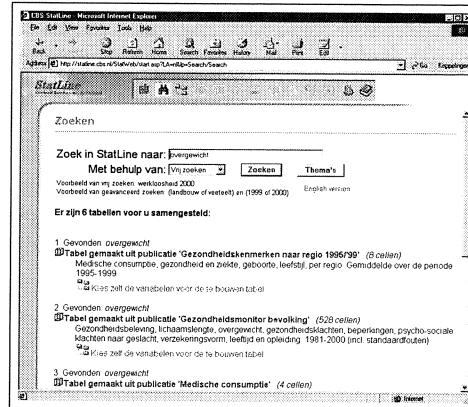 CBS StatLine - Microsoft Internet Explorer
File Edit View Favorites Tools Help
Back Stop Refresh Home Search Favorites History Mail Print Edit
Address http://statline.cbs.nl/StatWeb/start.asp?LA=nl&lp=Search/Search Go Koppelingen
StatLine
Zoeken
Zoek in StatLine naar: overgewicht
Met behulp van: Vrij zoeken Zoeken Thema's
Voorbeeld van vrij zoeken: werkloosheid 2000
Voorbeeld van geavanceerd zoeken: (landbouw of veeteelt) en (1999 of 2000)
English version
Er zijn 6 tabellen voor u samengesteld:
1 Gevonden: overgewicht
Tabel gemaakt uit publicatie 'Gezondheidskenmerken naar regio 1995/'99' (8 cellen)
Medische consumptie, gezondheid en ziekte, geboorte, leefstijl, per regio Gemiddelde over de periode
1995-1999
Kies zelf de variabelen voor de te bouwen tabel
2 Gevonden: overgewicht
Tabel gemaakt uit publicatie 'Gezondheidsmonitor bevolking' (528 cellen)
Gezondheidsbeleving, lichaamslengte, overgewicht, gezondheidsklachten, beperkingen, psycho-sociale
klachten naar geslacht, verzekeringsvorm, leeftijd en opleiding. 1981-2000 (incl. standaardfouten)
Kies zelf de variabelen voor de te bouwen tabel
3 Gevonden: overgewicht
Tabel gemaakt uit publicatie 'Medische consumptie' (4 cellen)
Internet